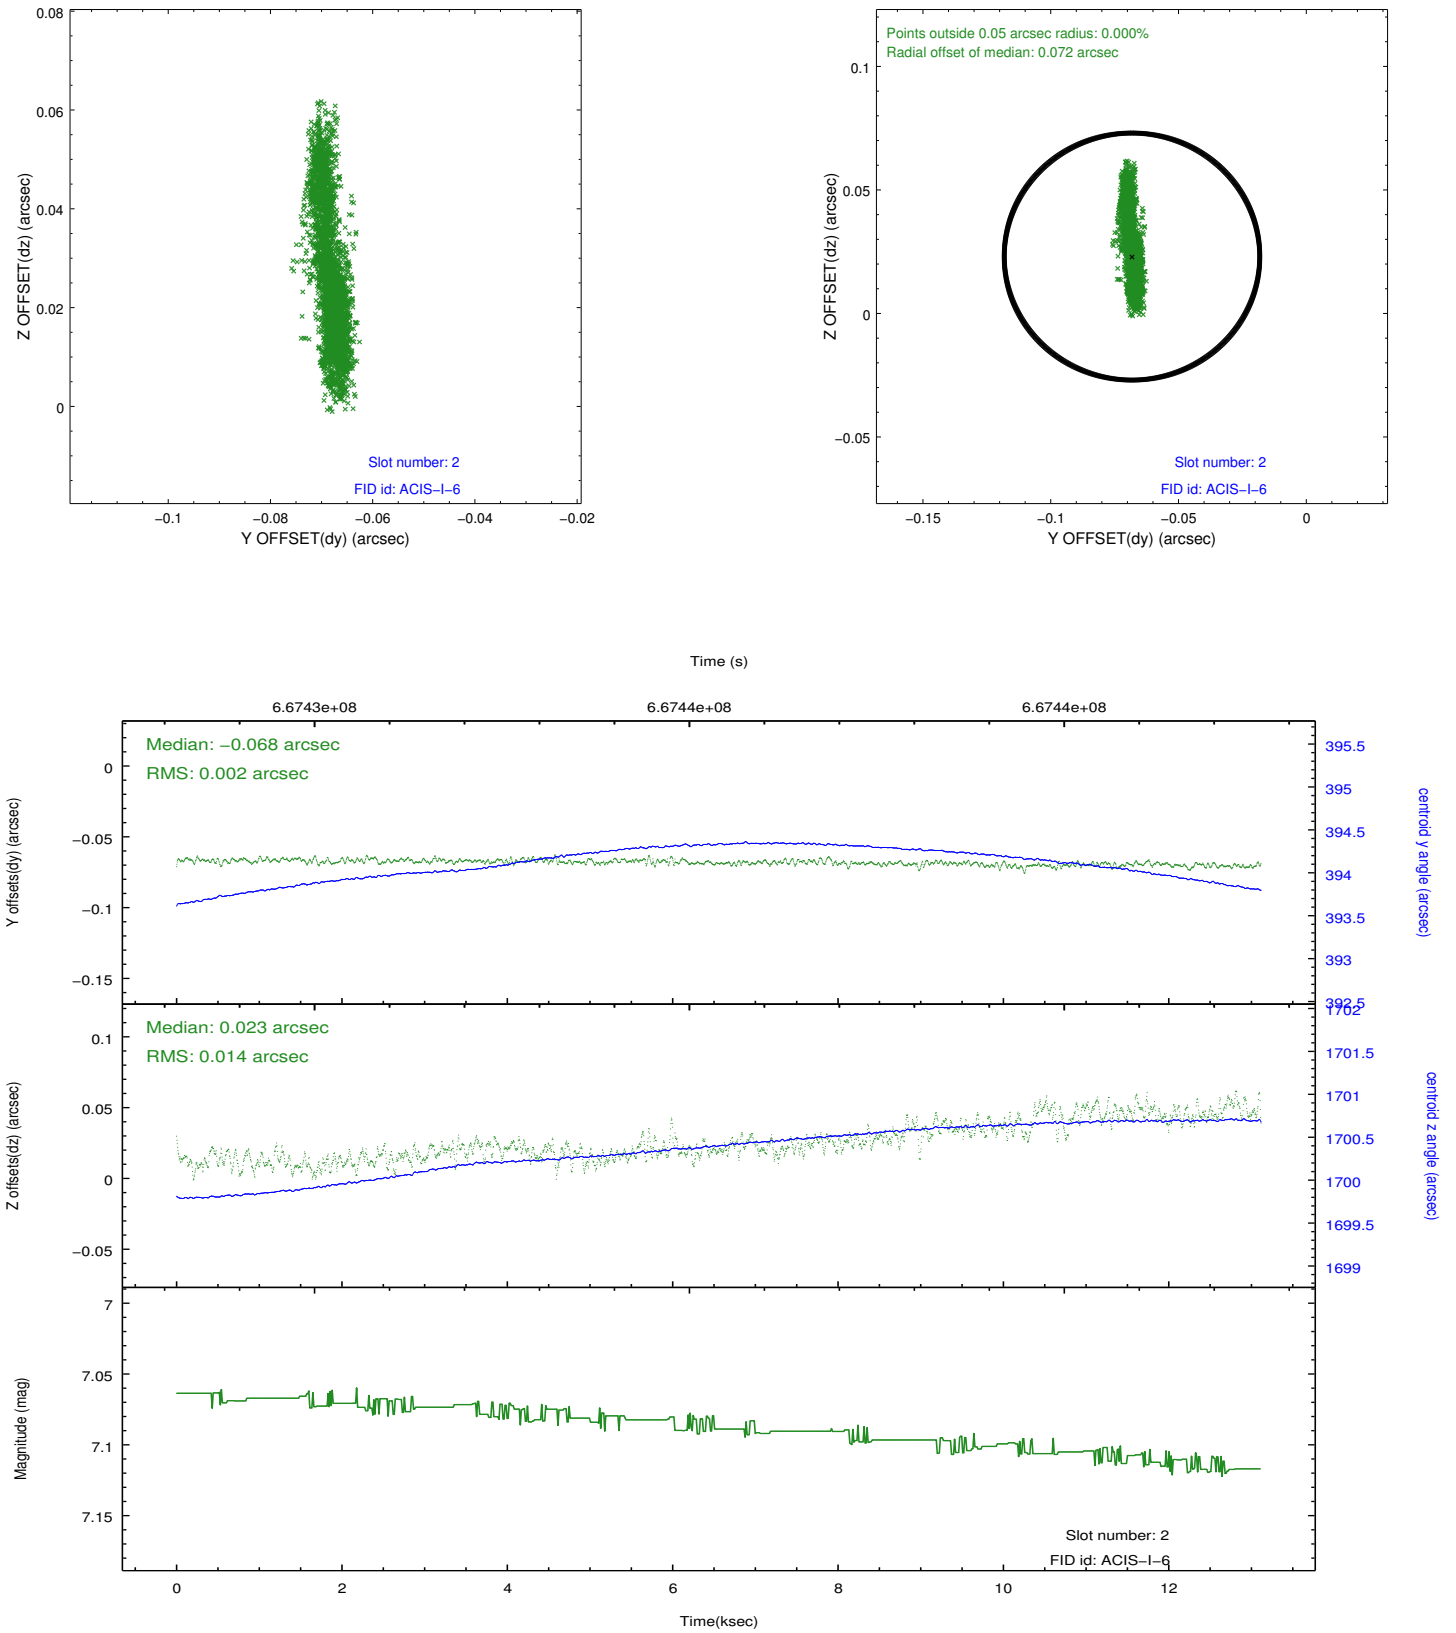 0.08
0.06
0.04
0.02
0
Z OFFSET(dz) (arcsec)
Slot number: 2
FID id: ACIS−I−6
−0.1
−0.08
−0.06
−0.04
−0.02
Y OFFSET(dy) (arcsec)
Points outside 0.05 arcsec radius: 0.000%
Radial offset of median: 0.072 arcsec
0.1
0.05
0
−0.05
Z OFFSET(dz) (arcsec)
Slot number: 2
FID id: ACIS−I−6
−0.15
−0.1
−0.05
0
Y OFFSET(dy) (arcsec)
Time (s)
6.6743e+08
6.6744e+08
6.6744e+08
Median: −0.068 arcsec
RMS: 0.002 arcsec
0
−0.05
−0.1
−0.15
Y offsets(dy) (arcsec)
395.5
395
394.5
394
393.5
393
392.5
centroid y angle (arcsec)
Median: 0.023 arcsec
RMS: 0.014 arcsec
0.1
0.05
0
−0.05
Z offsets(dz) (arcsec)
1702
1701.5
1701
1700.5
1700
1699.5
1699
centroid z angle (arcsec)
7
7.05
7.1
7.15
Magnitude (mag)
Slot number: 2
FID id: ACIS−I−6
0
2
4
6
8
10
12
Time(ksec)